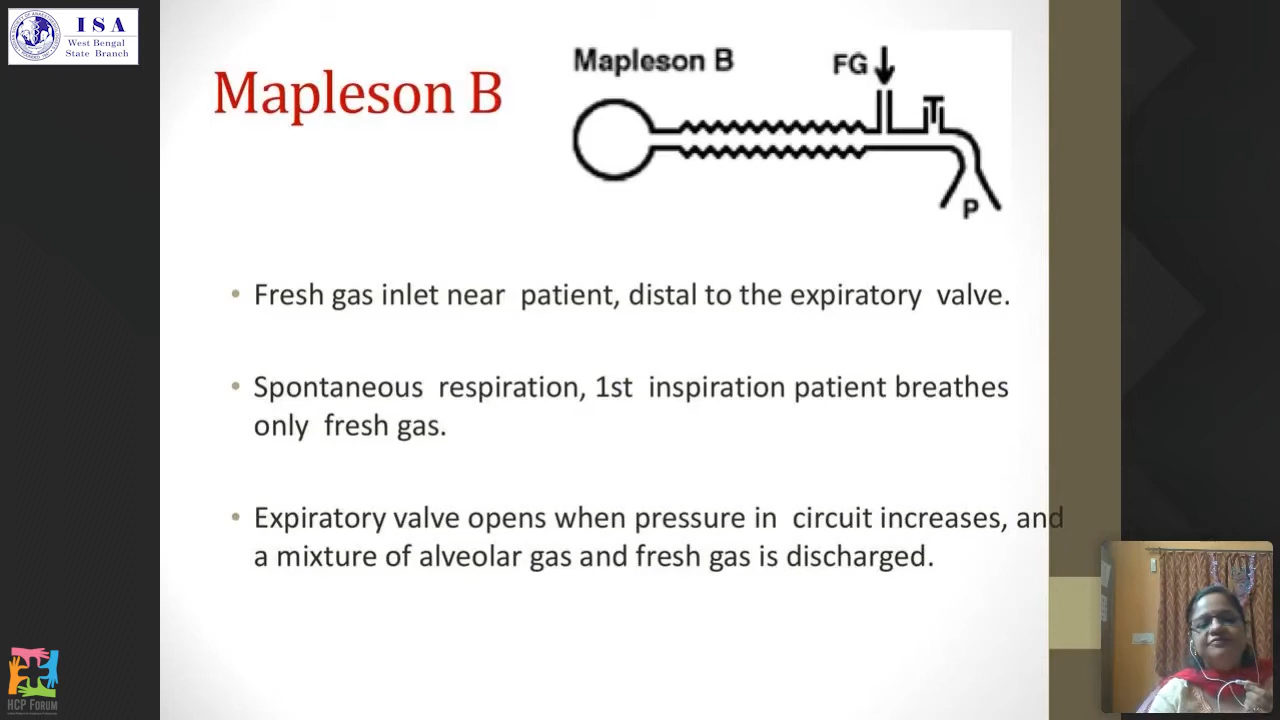 ISA
West Bengal
State Branch
Mapleson B
Mapleson B
FG
P
• Fresh gas inlet near patient, distal to the expiratory valve.
• Spontaneous respiration, 1st inspiration patient breathes
only fresh gas.
• Expiratory valve opens when pressure in circuit increases, and
a mixture of alveolar gas and fresh gas is discharged.
HCP FORUM